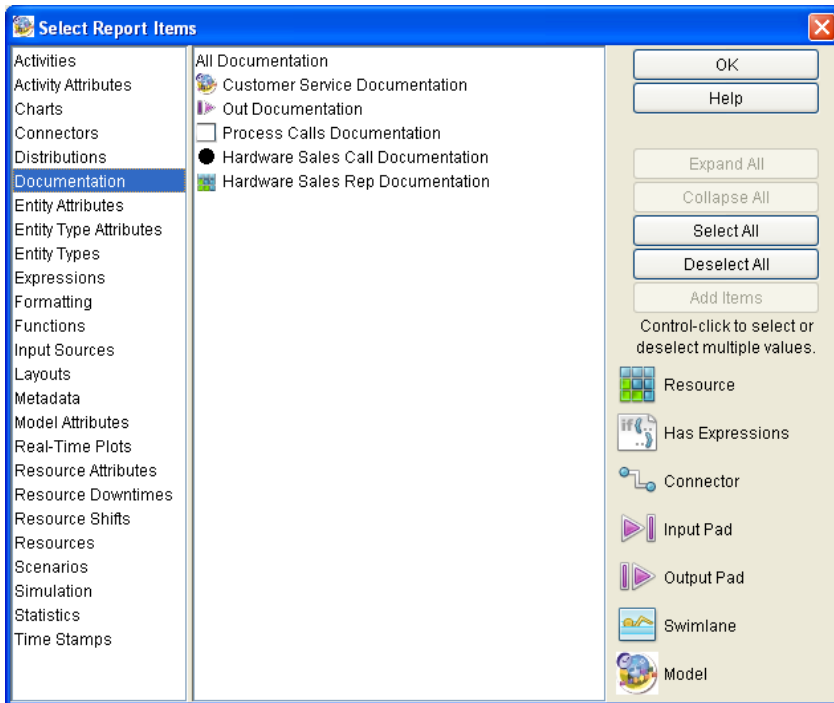 Select Report Items
Activities
Activity Attributes
Charts
Connectors
Distributions
Documentation
Entity Attributes
Entity Type Attributes
Entity Types
Expressions
Formatting
Functions
Input Sources
Layouts
Metadata
Model Attributes
Real-Time Plots
Resource Attributes
Resource Downtimes
Resource Shifts
Resources
Scenarios
Simulation
Statistics
Time Stamps
All Documentation
Customer Service Documentation
Out Documentation
Process Calls Documentation
Hardware Sales Call Documentation
Hardware Sales Rep Documentation
OK
Help
Expand All
Collapse All
Select All
Deselect All
Add Items
Control-click to select or
deselect multiple values.
Resource
if(..) Has Expressions
Connector
Input Pad
Output Pad
Swimlane
Model